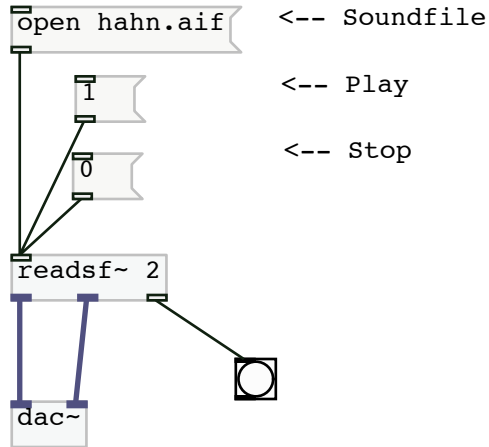 open hahn.aif <-- Soundfile
1 <-- Play
0 <-- Stop
readsf~ 2
dac~